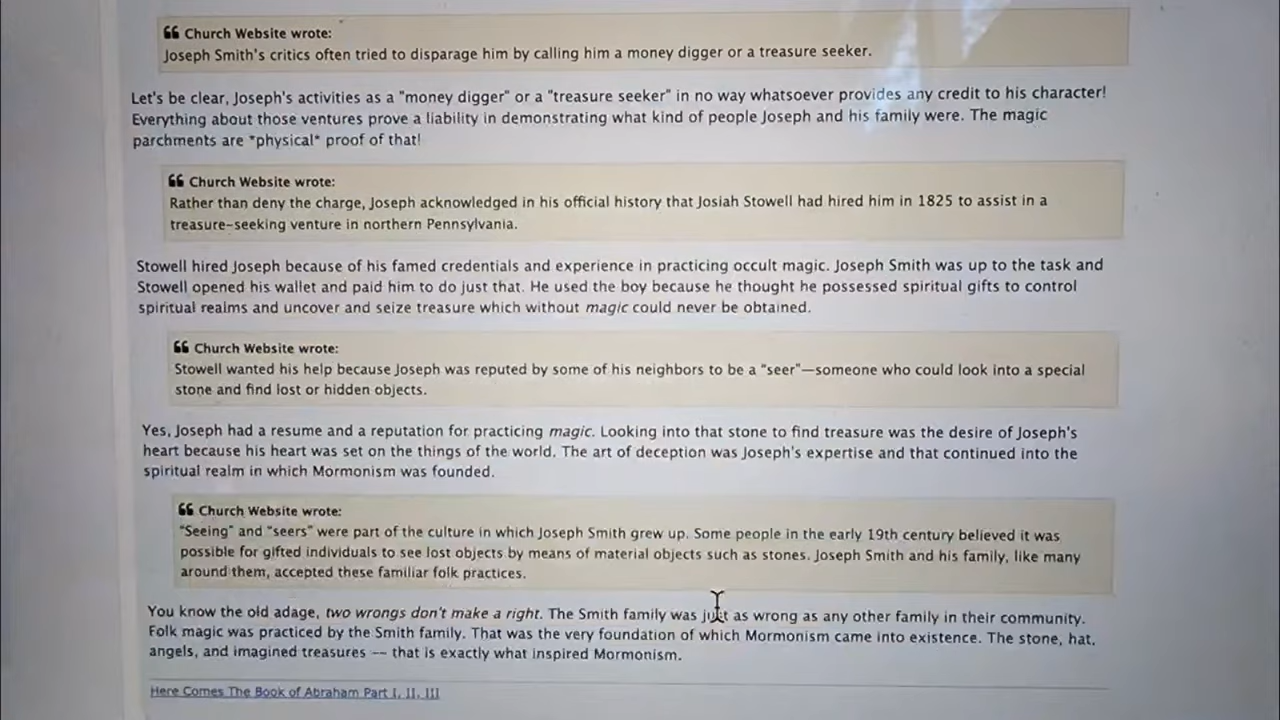 Church Website wrote:
Joseph Smith's critics often tried to disparage him by calling him a money digger or a treasure seeker.
Let's be clear, Joseph's activities as a "money digger" or a "treasure seeker" in no way whatsoever provides any credit to his character!
Everything about those ventures prove a liability in demonstrating what kind of people Joseph and his family were. The magic
parchments are *physical* proof of that!
Church Website wrote:
Rather than deny the charge, Joseph acknowledged in his official history that Josiah Stowell had hired him in 1825 to assist in a
treasure-seeking venture in northern Pennsylvania.
Stowell hired Joseph because of his famed credentials and experience in practicing occult magic. Joseph Smith was up to the task and
Stowell opened his wallet and paid him to do just that. He used the boy because he thought he possessed spiritual gifts to control
spiritual realms and uncover and seize treasure which without magic could never be obtained.
Church Website wrote:
Stowell wanted his help because Joseph was reputed by some of his neighbors to be a "seer"—someone who could look into a special
stone and find lost or hidden objects.
Yes, Joseph had a resume and a reputation for practicing magic. Looking into that stone to find treasure was the desire of Joseph's
heart because his heart was set on the things of the world. The art of deception was Joseph's expertise and that continued into the
spiritual realm in which Mormonism was founded.
Church Website wrote:
"Seeing" and "seers" were part of the culture in which Joseph Smith grew up. Some people in the early 19th century believed it was
possible for gifted individuals to see lost objects by means of material objects such as stones. Joseph Smith and his family, like many
around them, accepted these familiar folk practices.
You know the old adage, two wrongs don't make a right. The Smith family was just as wrong as any other family in their community.
Folk magic was practiced by the Smith family. That was the very foundation of which Mormonism came into existence. The stone, hat,
angels, and imagined treasures -- that is exactly what inspired Mormonism.
Here Comes The Book of Abraham Part I, II, III